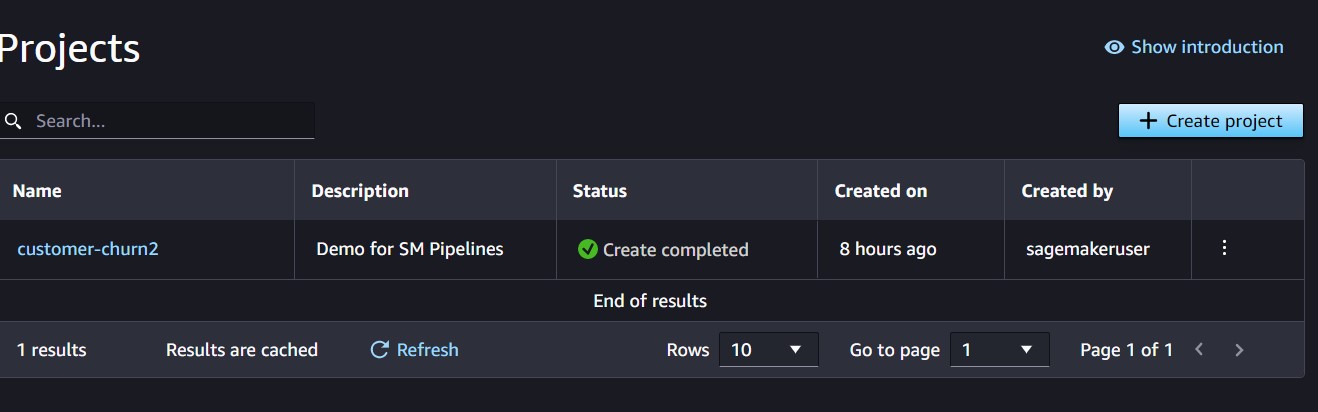 Projects
Show introduction
Search...
Create project
Name Description Status Created on Created by
customer-churn2 Demo for SM Pipelines Create completed 8 hours ago sagemakeruser
End of results
1 results Results are cached Refresh Rows 10 Go to page 1 Page 1 of 1